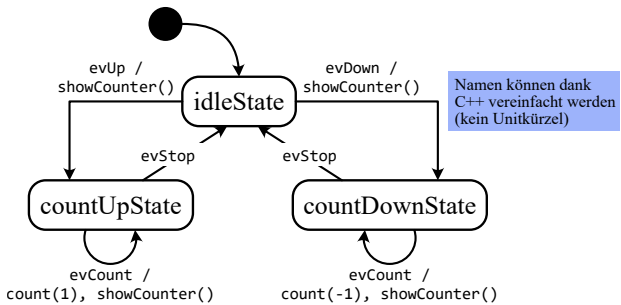 evUp /
showCounter()
evDown /
showCounter()
idleState
Namen können dank
C++ vereinfacht werden
(kein Unitkürzel)
evStop
evStop
countUpState
countDownState
evCount /
count(1), showCounter()
evCount /
count(-1), showCounter()